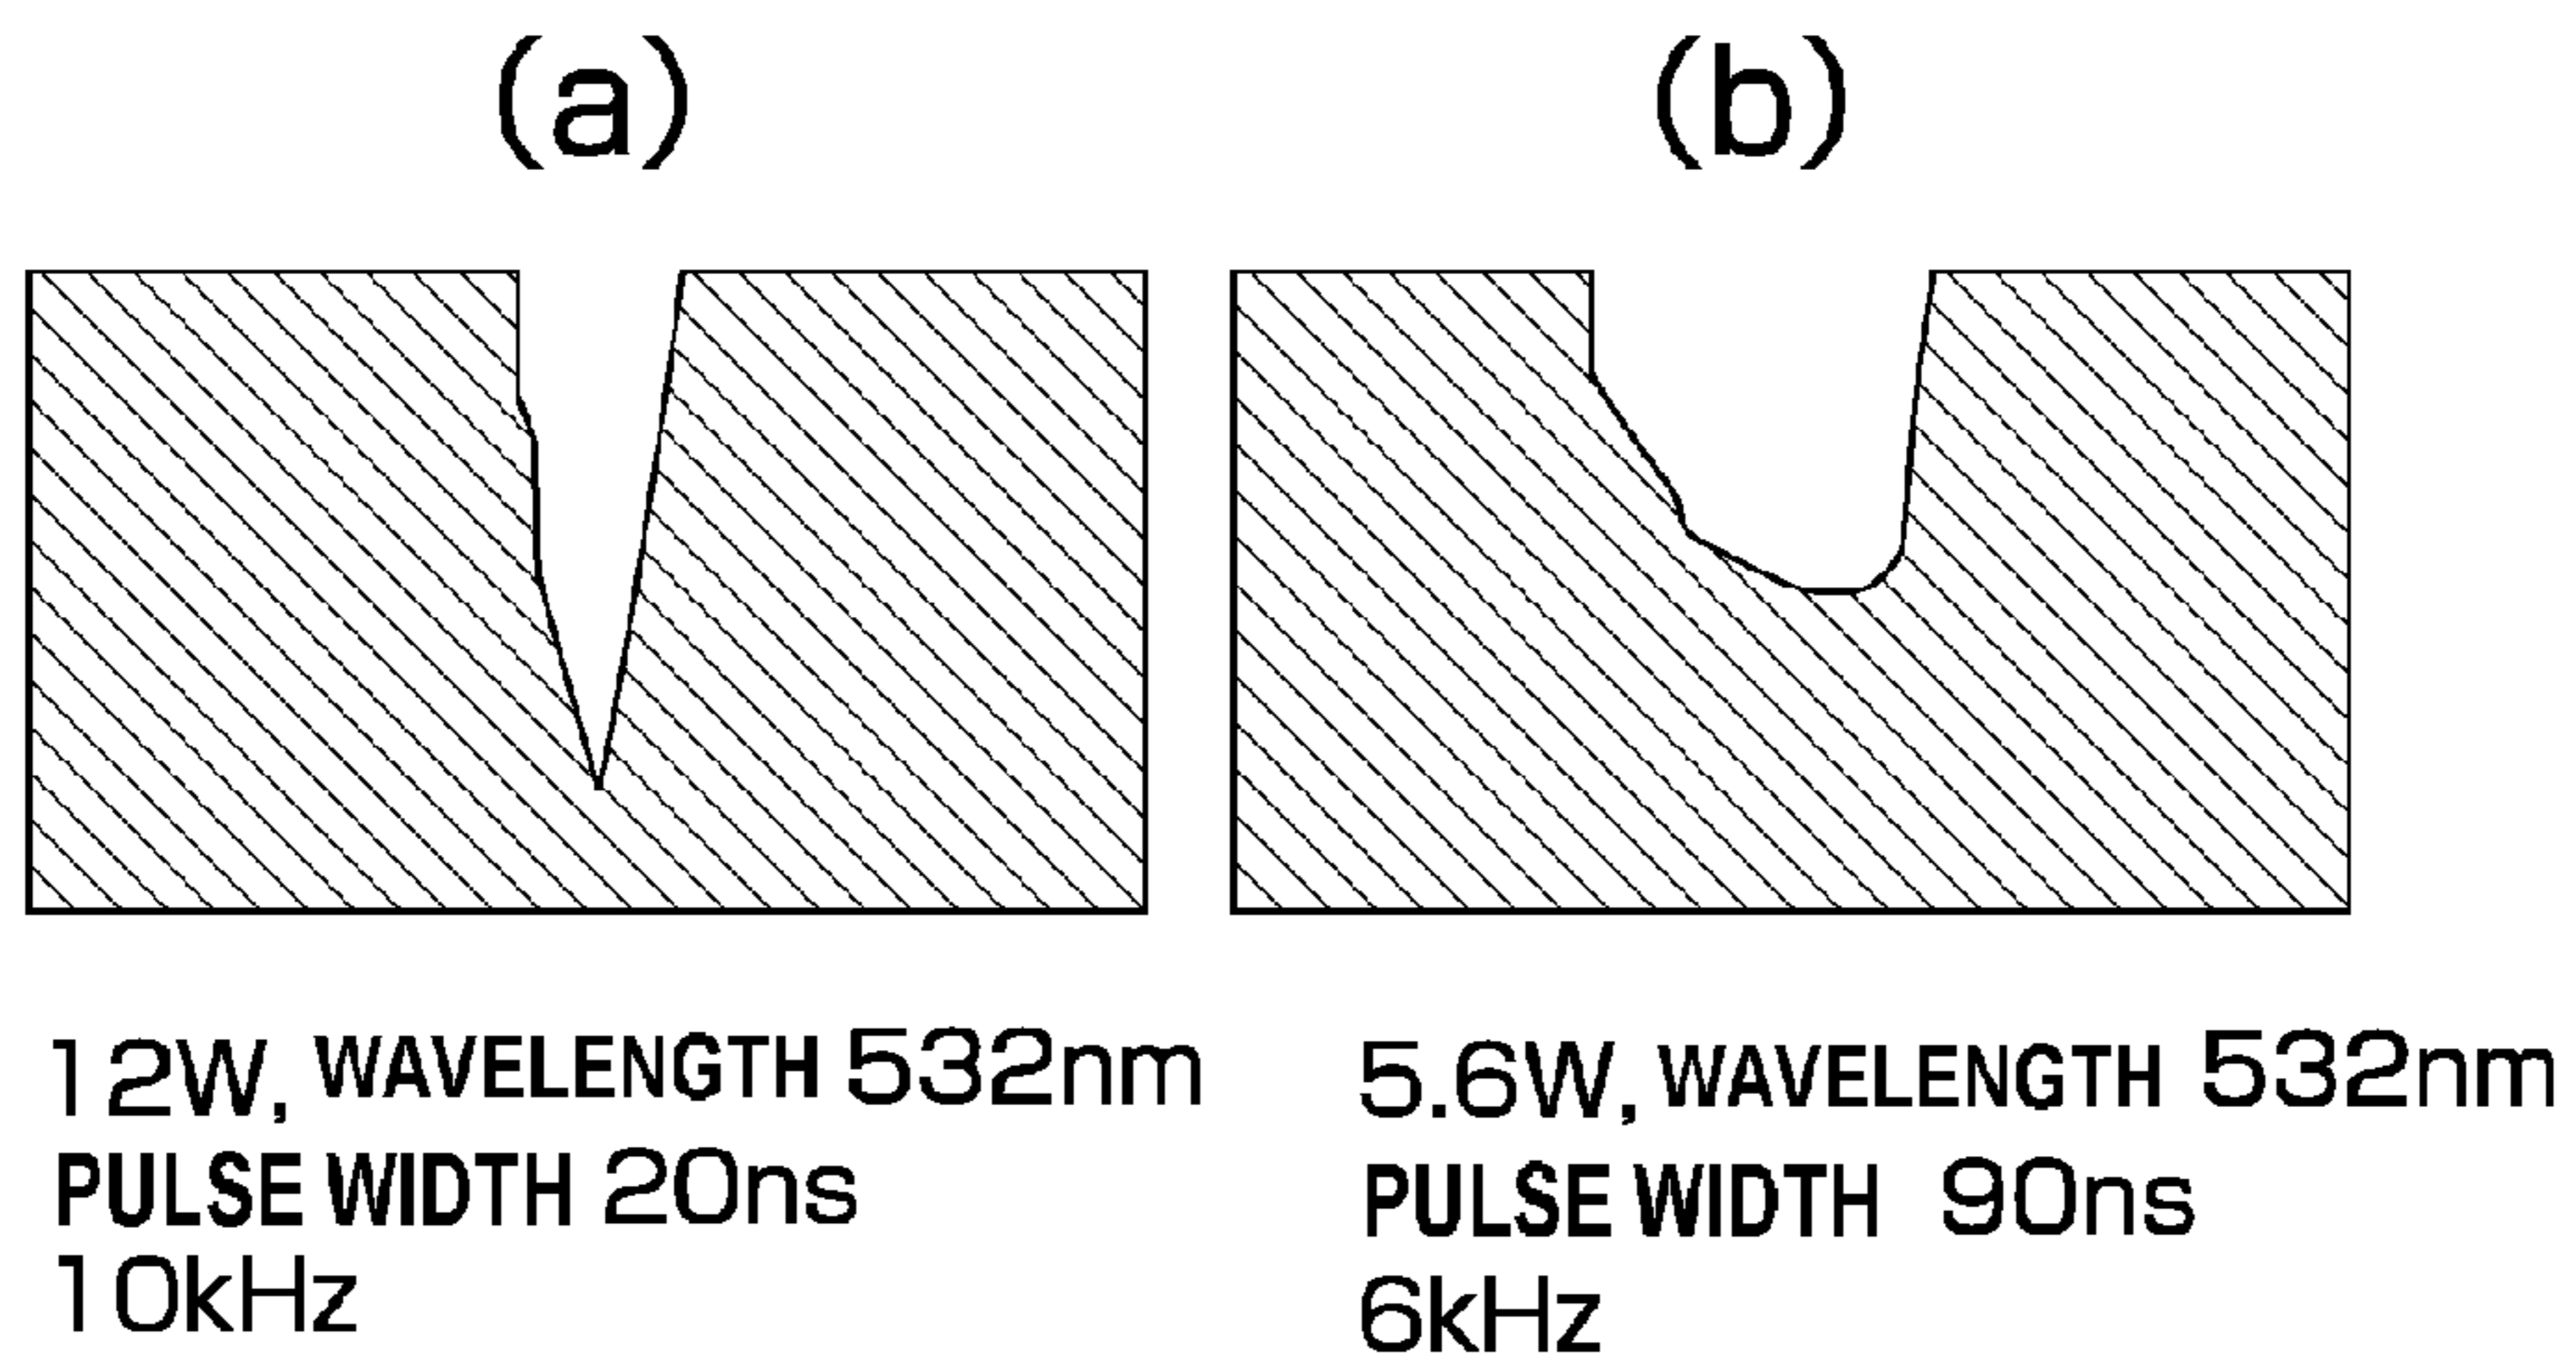 (a)
(b)
12W, WAVELENGTH 532nm
PULSE WIDTH 20ns
10kHz
5.6W, WAVELENGTH 532nm
PULSE WIDTH 90ns
6kHz